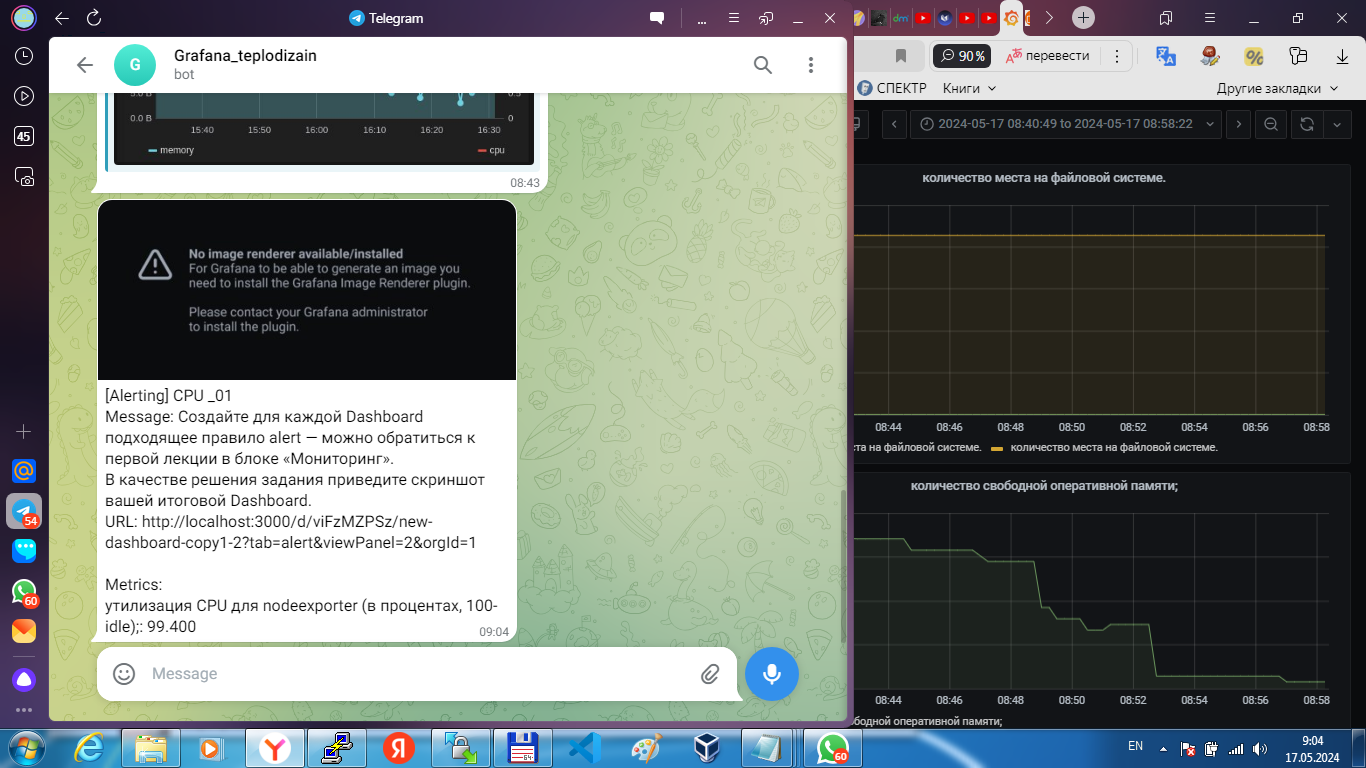 Telegram
...
45
54
60
Grafana_teplodizain
bot
G
0.0 B
0
15:40 15:50 16:00 16:10 16:20 16:30
memory cpu
08:43
No image renderer available/installed
For Grafana to be able to generate an image you
need to install the Grafana Image Renderer plugin.
Please contact your Grafana administrator
to install the plugin.
[Alerting] CPU _01
Message: Создайте для каждой Dashboard
подходящее правило alert — можно обратиться к
первой лекции в блоке «Мониторинг».
В качестве решения задания приведите скриншот
вашей итоговой Dashboard.
URL: http://localhost:3000/d/viFzMZPSz/new-
dashboard-copy1-2?tab=alert&viewPanel=2&orgId=1
Metrics:
утилизация CPU для nodeexporter (в процентах, 100-
idle);: 99.400
09:04
Message
dmi
90%
перевести
СПЕКТР Книги
Другие закладки
2024-05-17 08:40:49 to 2024-05-17 08:58:22
количество места на файловой системе.
08:44 08:46 08:48 08:50 08:52 08:54 08:56 08:58
та на файловой системе. количество места на файловой системе.
количество свободной оперативной памяти;
08:44 08:46 08:48 08:50 08:52 08:54 08:56 08:58
бодной оперативной памяти;
60
EN
9:04
17.05.2024